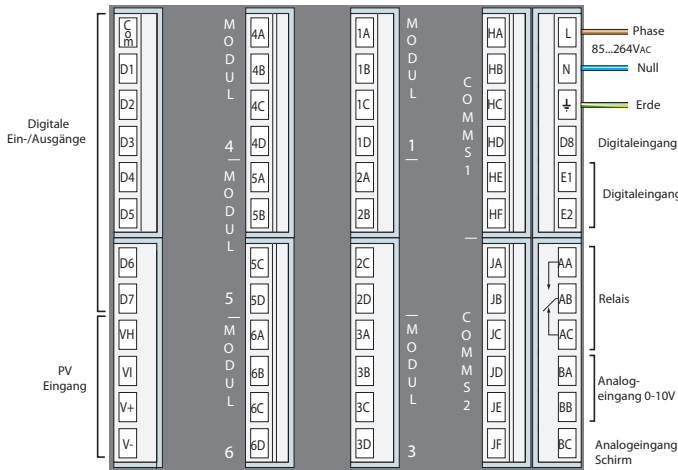 Digitale
Ein-/Ausgänge
PV
Eingang
Com
D1
D2
D3
D4
D5
D6
D7
VH
VI
V+
V-
MODUL 4
MODUL 5
MODUL 6
4A
4B
4C
4D
5A
5B
5C
5D
6A
6B
6C
6D
1A
1B
1C
1D
2A
2B
2C
2D
3A
3B
3C
3D
MODUL 1
MODUL 3
COMMS 1
COMMS 2
HA
HB
HC
HD
HE
HF
JA
JB
JC
JD
JE
JF
L
N
D8
E1
E2
AA
AB
AC
BA
BB
BC
Phase
85...264VAC
Null
Erde
Digitaleingang
Digitaleingang
Relais
Analog-
eingang 0-10V
Analogeingang
Schirm